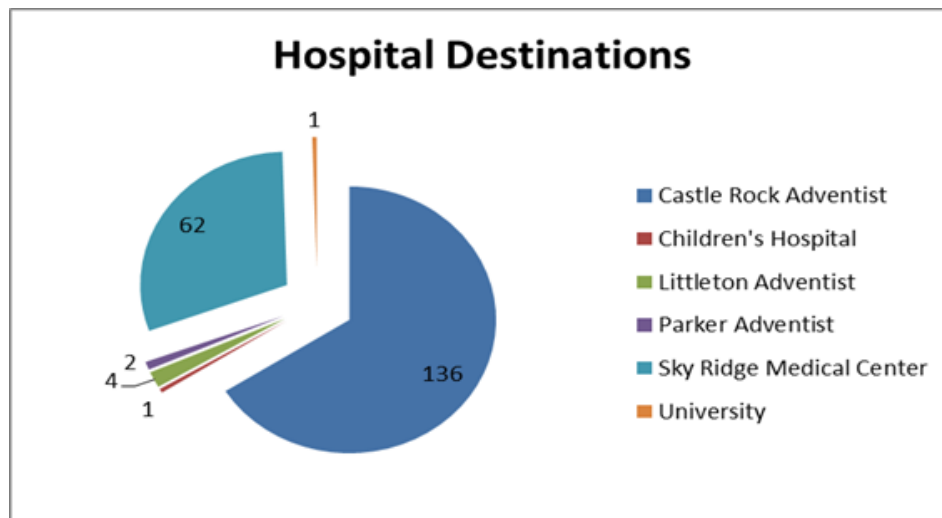 Hospital Destinations
1
62
2
4
1
136
Castle Rock Adventist
Children's Hospital
Littleton Adventist
Parker Adventist
Sky Ridge Medical Center
University